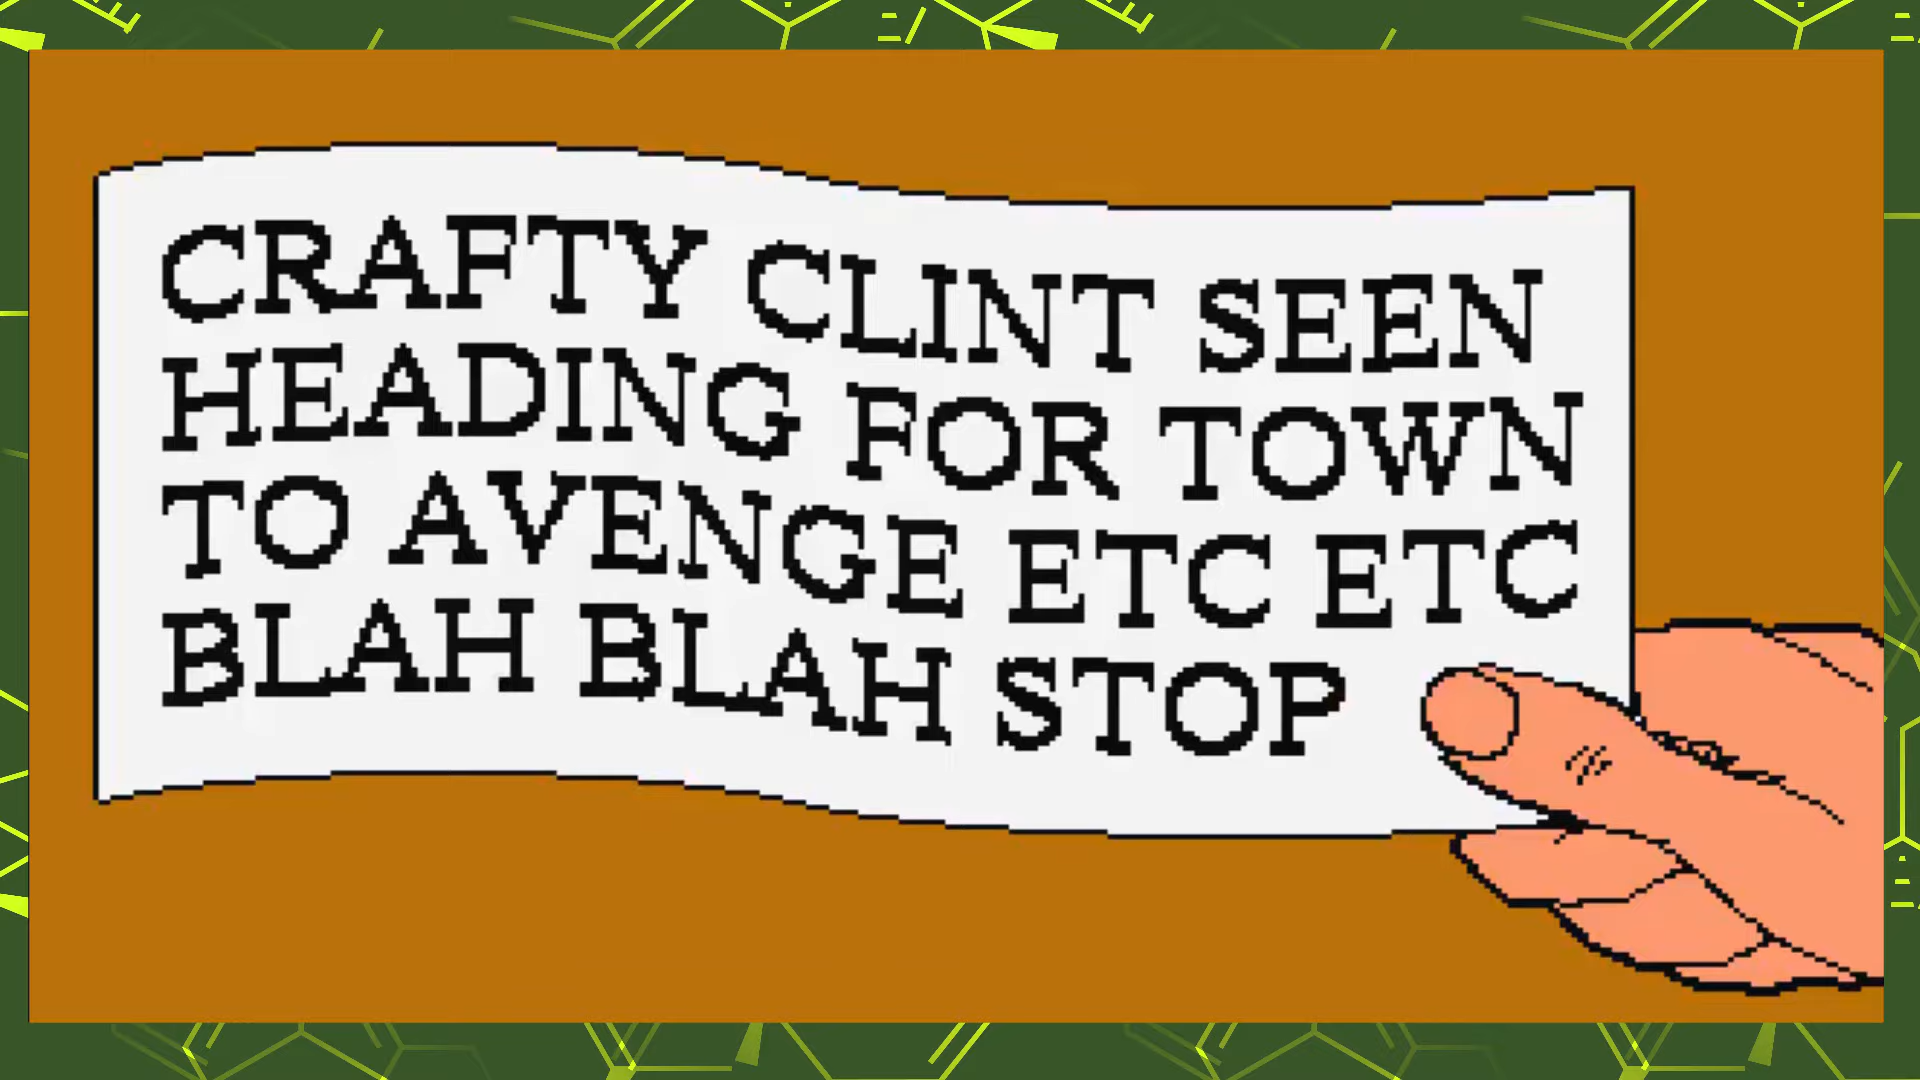 CRAFTY CLINT SEEN
HEADING FOR TOWN
TO AVENGE ETC ETC
BLAH BLAH STOP